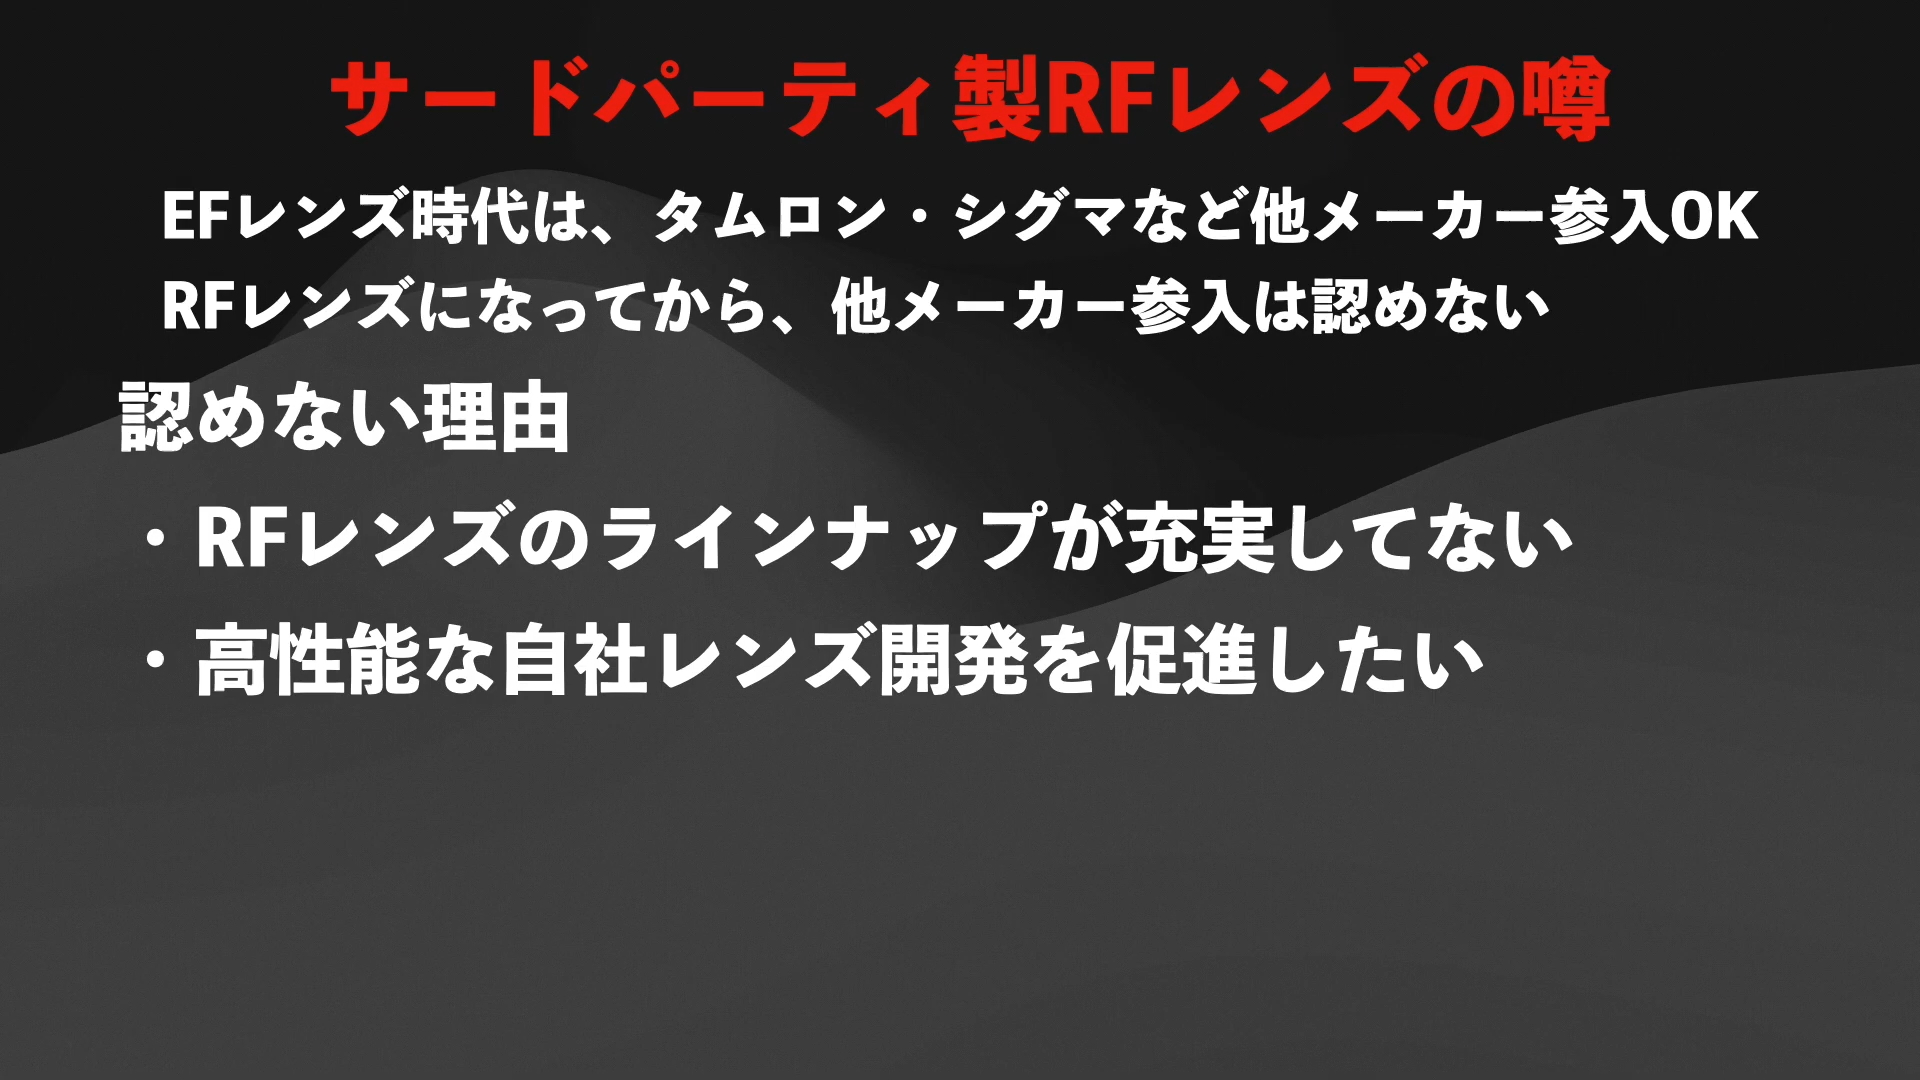 サードパーティ製RFレンズの噂
EFレンズ時代は、タムロン・シグマなど他メーカー参入OK
RFレンズになってから、他メーカー参入は認めない
認めない理由
・RFレンズのラインナップが充実してない
・高性能な自社レンズ開発を促進したい